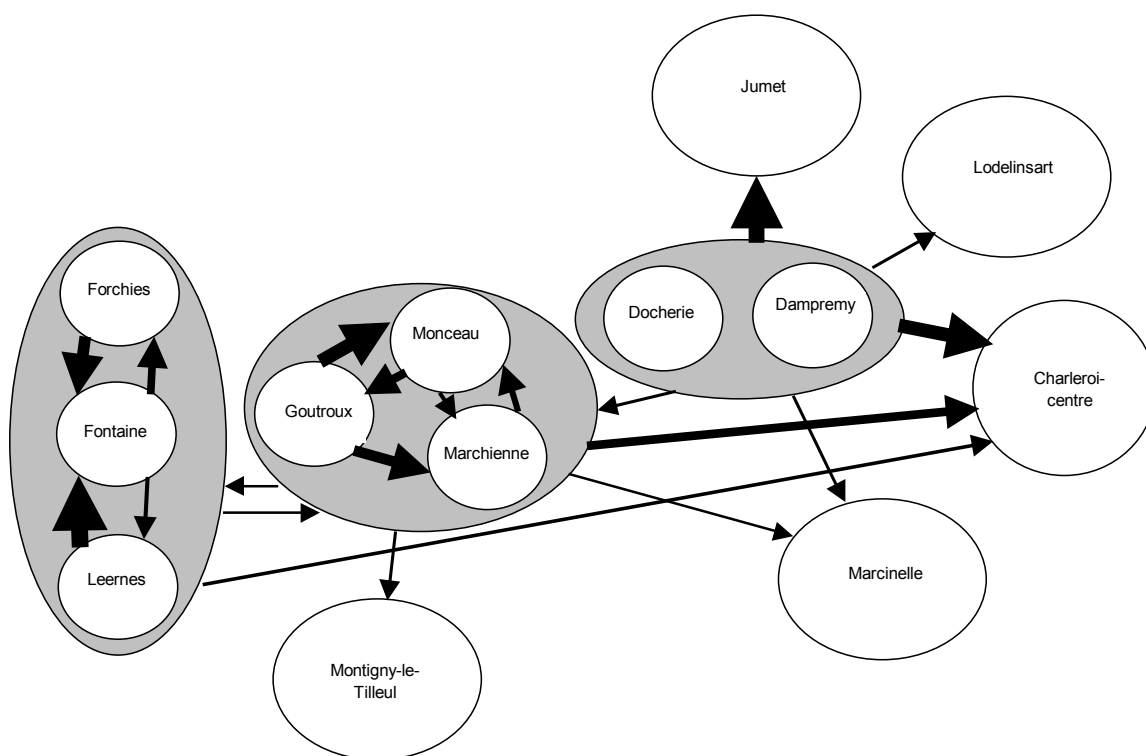 Jumet
Lodelinsart
Forchies
Docherie
Dampremy
Monceau
Charleroi-
centre
Goutroux
Fontaine
Marchienne
Leernes
Marcinelle
Montigny-le-
Tilleul